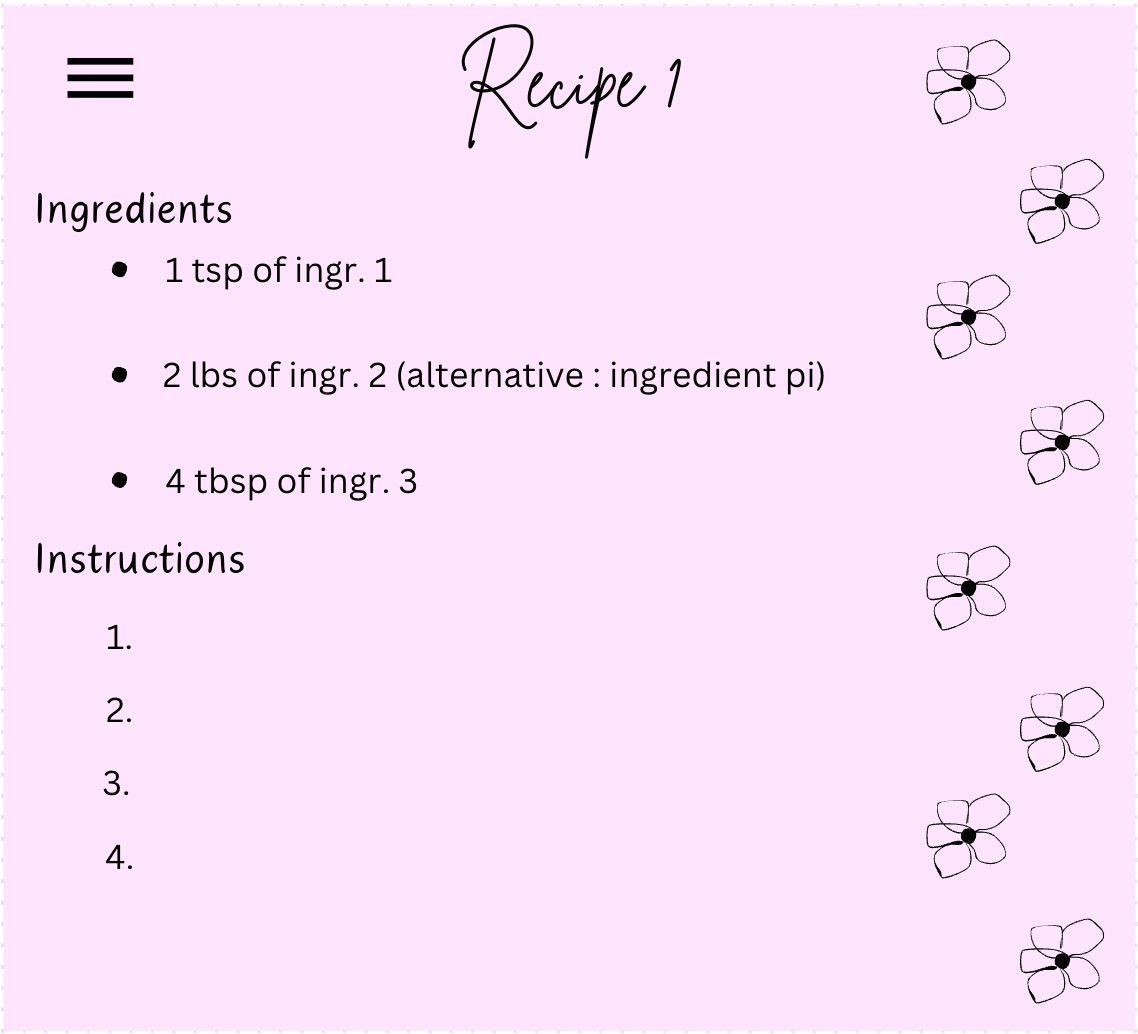 Recipe 1
Ingredients
• 1 tsp of ingr. 1
• 2 lbs of ingr. 2 (alternative : ingredient pi)
• 4 tbsp of ingr. 3
Instructions
1.
2.
3.
4.